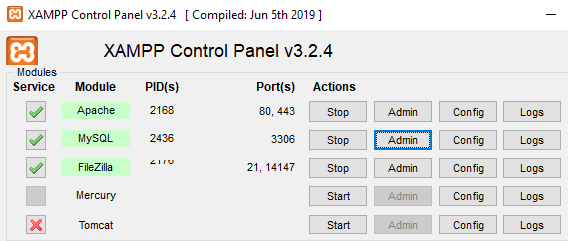 XAMPP Control Panel v3.2.4 [ Compiled: Jun 5th 2019 ]
XAMPP Control Panel v3.2.4
Modules
Service Module PID(s) Port(s) Actions
Apache 2168 80, 443 Stop Admin Config Logs
MySQL 2436 3306 Stop Admin Config Logs
FileZilla 21, 14147 Stop Admin Config Logs
Mercury Start Admin Config Logs
Tomcat Start Admin Config Logs